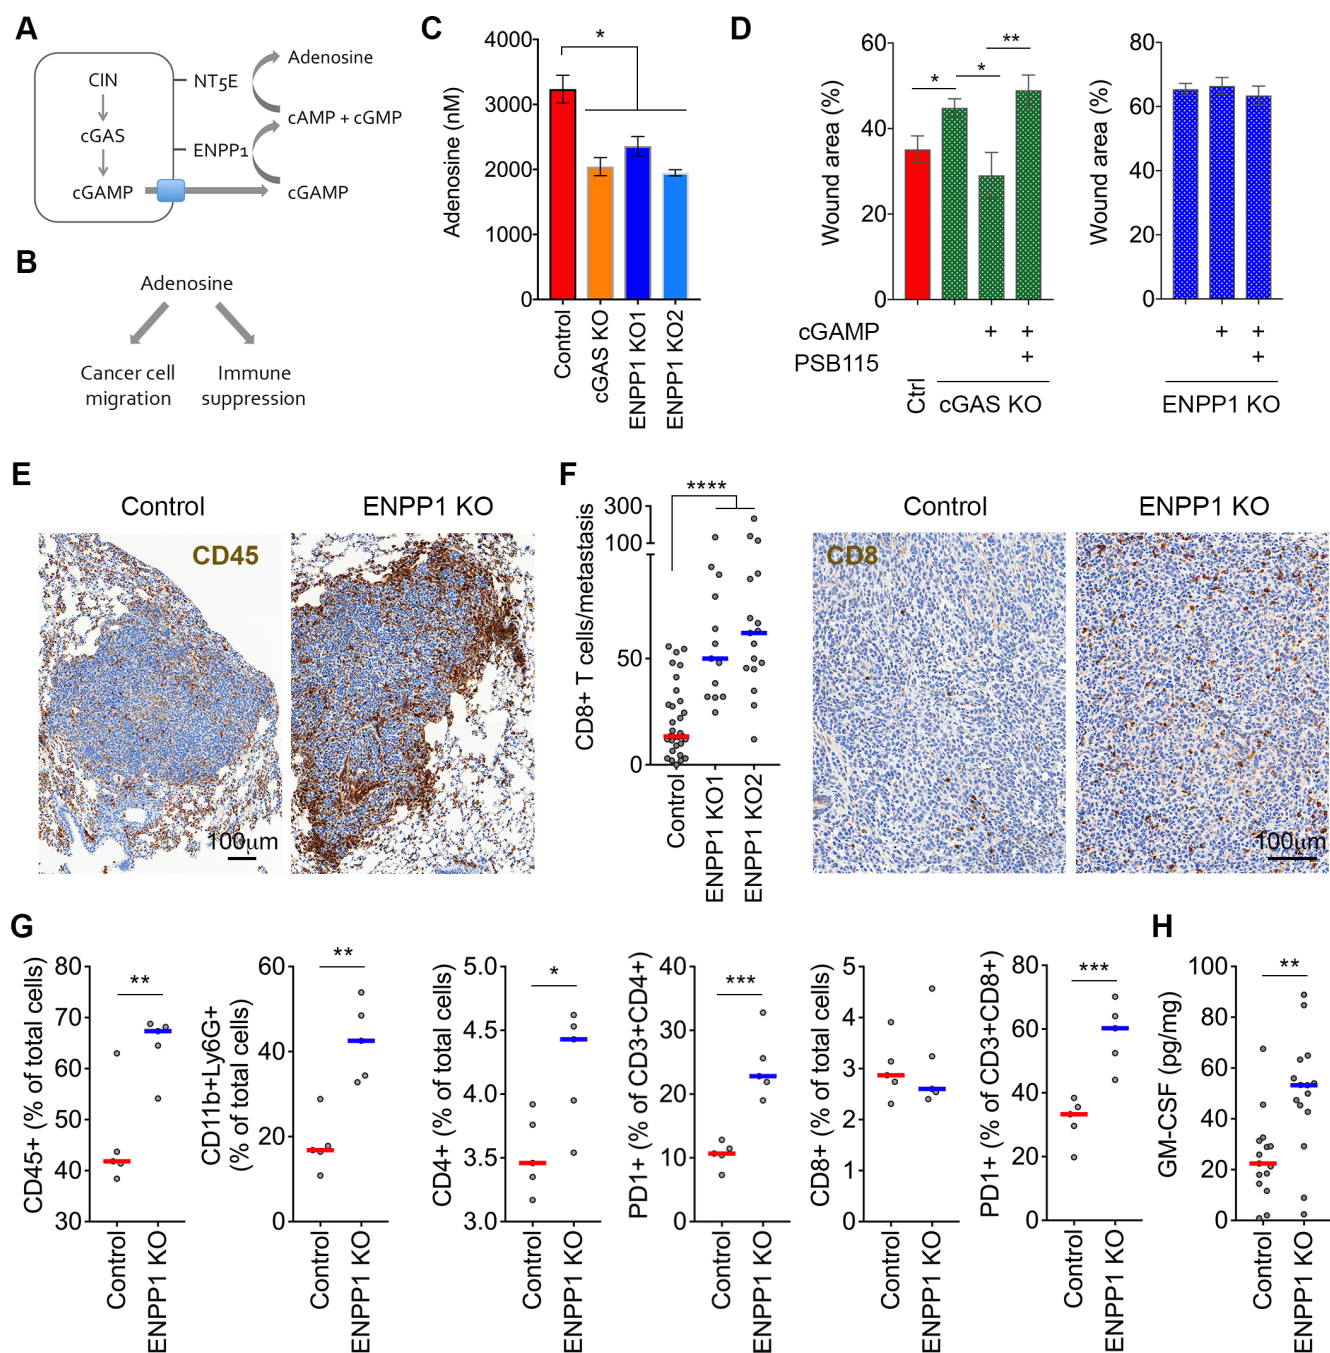 A
CIN
cGAS
cGAMP
NT5E
ENPP1
Adenosine
cAMP + cGMP
cGAMP
B
Adenosine
Cancer cell
migration
Immune
suppression
C
Adenosine (nM)
4000
3000
2000
1000
0
*
Control
cGAS KO
ENPP1 KO1
ENPP1 KO2
D
Wound area (%)
60
40
20
0
*
*
**
cGAMP + +
PSB115 +
Ctrl
cGAS KO
Wound area (%)
80
60
40
20
0
+ +
+
ENPP1 KO
E
Control
ENPP1 KO
CD45
100µm
F
CD8+ T cells/metastasis
300
100
50
0
****
Control
ENPP1 KO1
ENPP1 KO2
Control
ENPP1 KO
CD8
100µm
G
CD45+ (% of total cells)
80
70
60
50
40
30
**
Control
ENPP1 KO
CD11b+Ly6G+
(% of total cells)
60
40
20
0
**
Control
ENPP1 KO
CD4+ (% of total cells)
5.0
4.5
4.0
3.5
3.0
*
Control
ENPP1 KO
PD1+ (% of CD3+CD4+)
40
30
20
10
0
***
Control
ENPP1 KO
CD8+ (% of total cells)
5
4
3
2
1
0
Control
ENPP1 KO
PD1+ (% of CD3+CD8+)
80
60
40
20
0
***
Control
ENPP1 KO
H
GM-CSF (pg/mg)
100
80
60
40
20
0
**
Control
ENPP1 KO